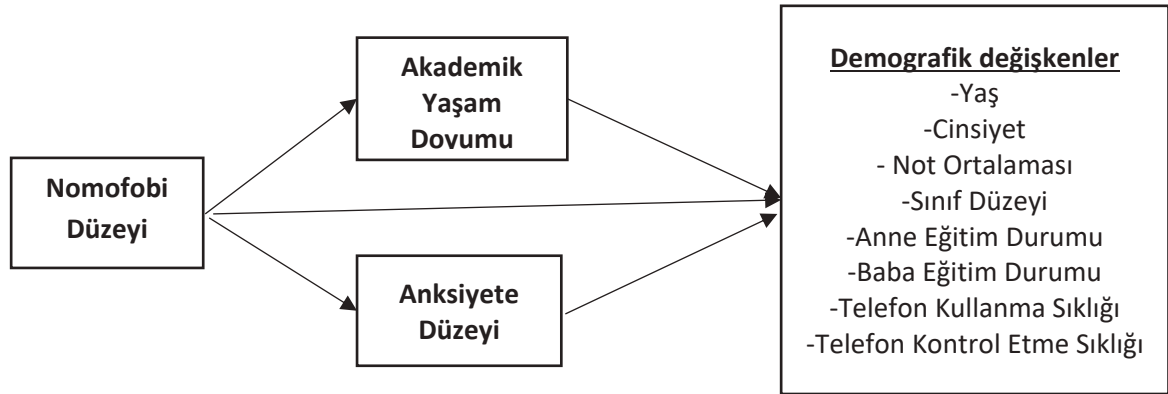 Nomofobi
Düzeyi
Akademik
Yaşam
Dovumu
Anksiyete
Düzeyi
Demografik değişkenler
-Yaş
-Cinsiyet
- Not Ortalaması
-Sınıf Düzeyi
-Anne Eğitim Durumu
-Baba Eğitim Durumu
-Telefon Kullanma Sıklığı
-Telefon Kontrol Etme Sıklığı